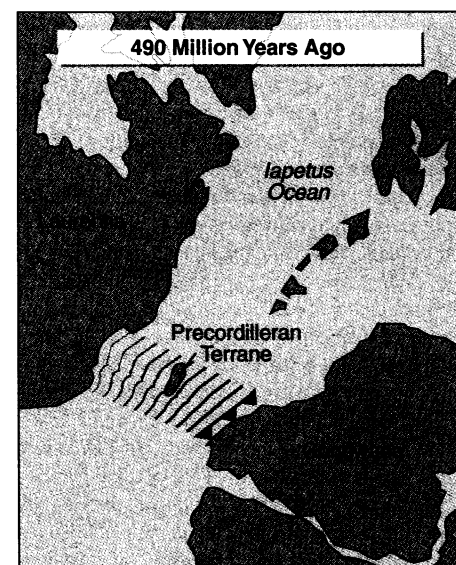 490 Million Years Ago
Iapetus
Ocean
Precordilleran
Terrane